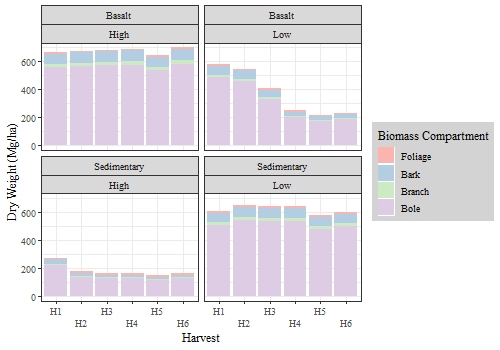 Basalt
Basalt
High
Low
600
400
200
0
Sedimentary
Sedimentary
High
Low
600
400
200
0
H1 H2 H3 H4 H5 H6
H1 H2 H3 H4 H5 H6
Harvest
Dry Weight (Mg/ha)
Biomass Compartment
Foliage
Bark
Branch
Bole